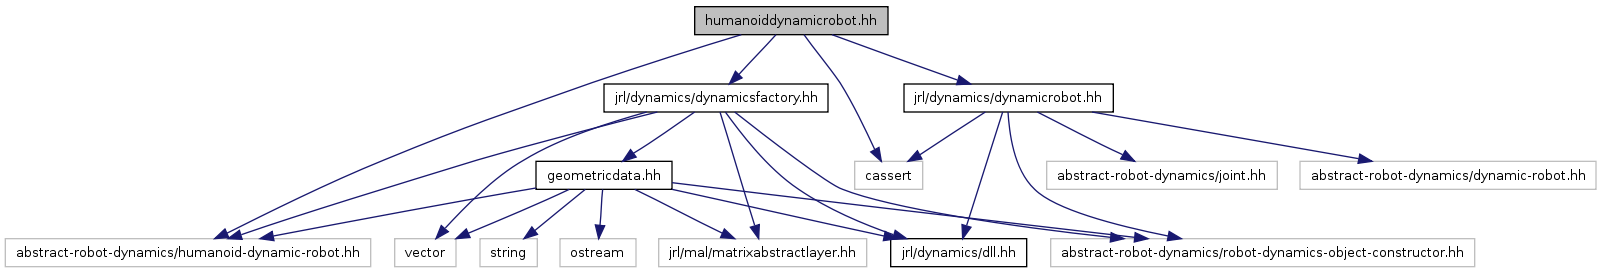 humanoiddynamicrobot.hh
jrl/dynamics/dynamicsfactory.hh
jrl/dynamics/dynamicrobot.hh
geometricdata.hh
cassert
abstract-robot-dynamics/joint.hh
abstract-robot-dynamics/dynamic-robot.hh
abstract-robot-dynamics/humanoid-dynamic-robot.hh
vector
string
ostream
jrl/mal/matrixabstractlayer.hh
jrl/dynamics/dll.hh
abstract-robot-dynamics/robot-dynamics-object-constructor.hh